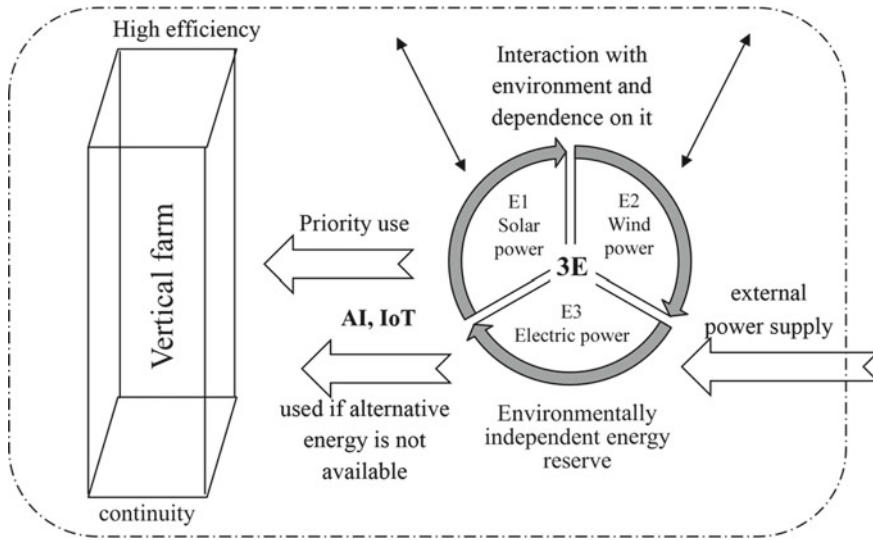 High efficiency
Vertical farm
continuity
Interaction with
environment and
dependence on it
Priority use
AI, IoT
used if alternative
energy is not
available
E1
Solar
power
E2
Wind
power
3E
E3
Electric power
Environmentally
independent energy
reserve
external
power supply